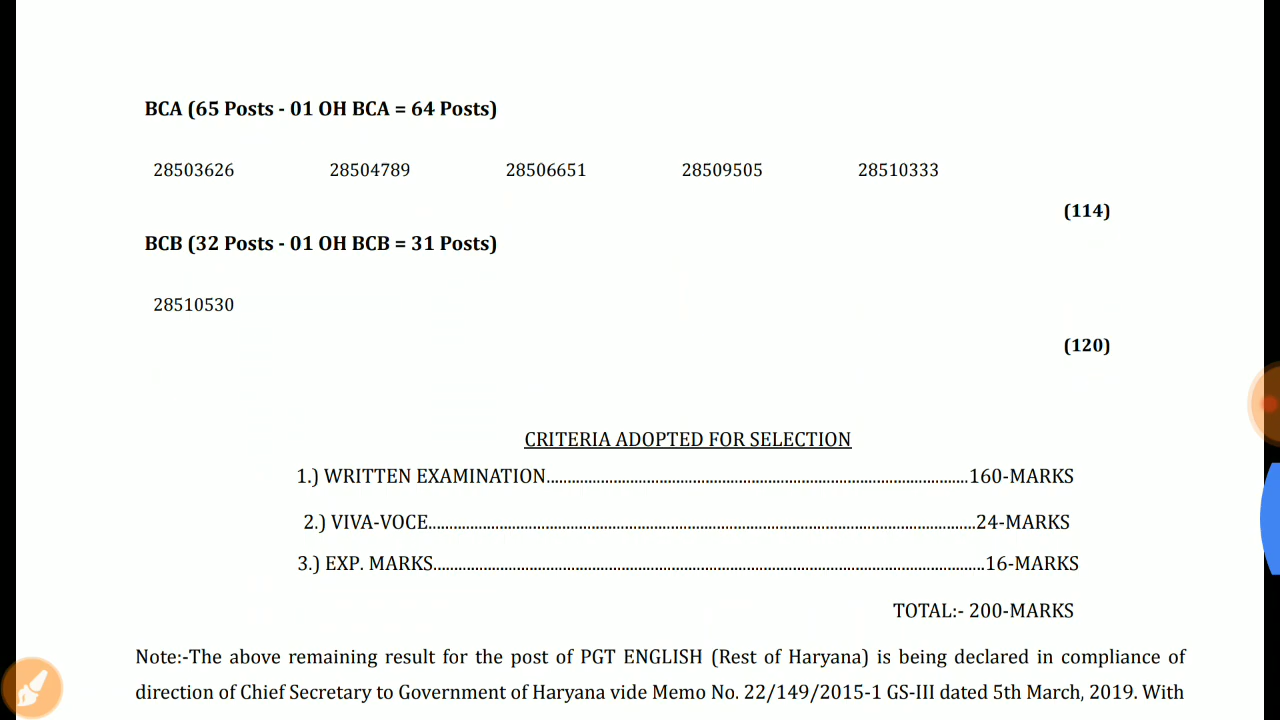 BCA (65 Posts - 01 OH BCA = 64 Posts)
28503626 28504789 28506651 28509505 28510333
(114)
BCB (32 Posts - 01 OH BCB = 31 Posts)
28510530
(120)
CRITERIA ADOPTED FOR SELECTION
1.) WRITTEN EXAMINATION....................................................................................................160-MARKS
2.) VIVA-VOCE..................................................................................................................................24-MARKS
3.) EXP. MARKS...................................................................................................................................16-MARKS
TOTAL:- 200-MARKS
Note:-The above remaining result for the post of PGT ENGLISH (Rest of Haryana) is being declared in compliance of
direction of Chief Secretary to Government of Haryana vide Memo No. 22/149/2015-1 GS-III dated 5th March, 2019. With